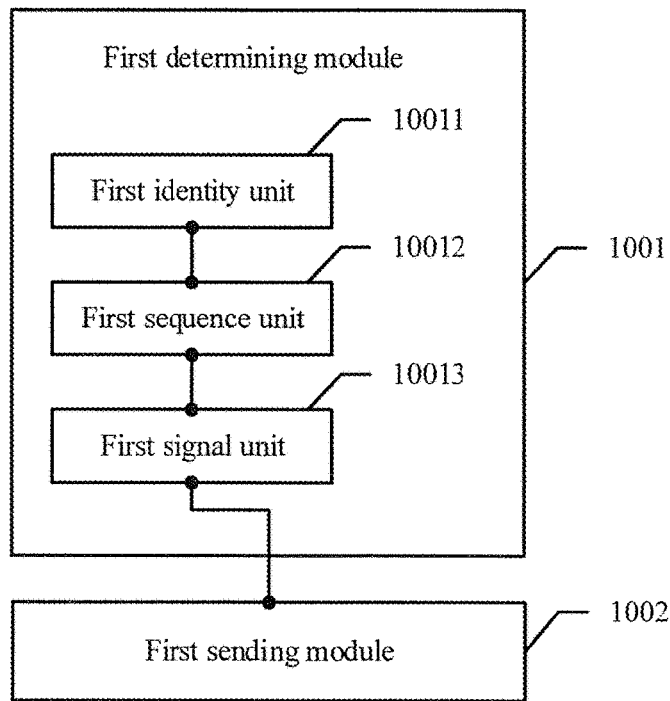 First determining module
10011
First identity unit
10012
1001
First sequence unit
10013
First signal unit
1002
First sending module